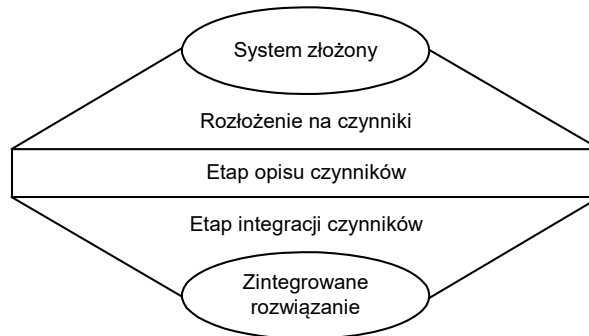 System złożony
Rozłożenie na czynniki
Etap opisu czynników
Etap integracji czynników
Zintegrowane
rozwiązanie